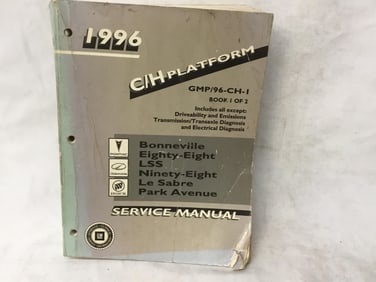 1996
C/H PLATFORM
GMP/96-CH-1
BOOK 1 OF 2
Includes all except:
Driveability and Emissions
Transmission/Transaxle Diagnosis
and Electrical Diagnosis
Bonneville
Eighty-Eight
LSS
Ninety-Eight
Le Sabre
Park Avenue
SERVICE MANUAL